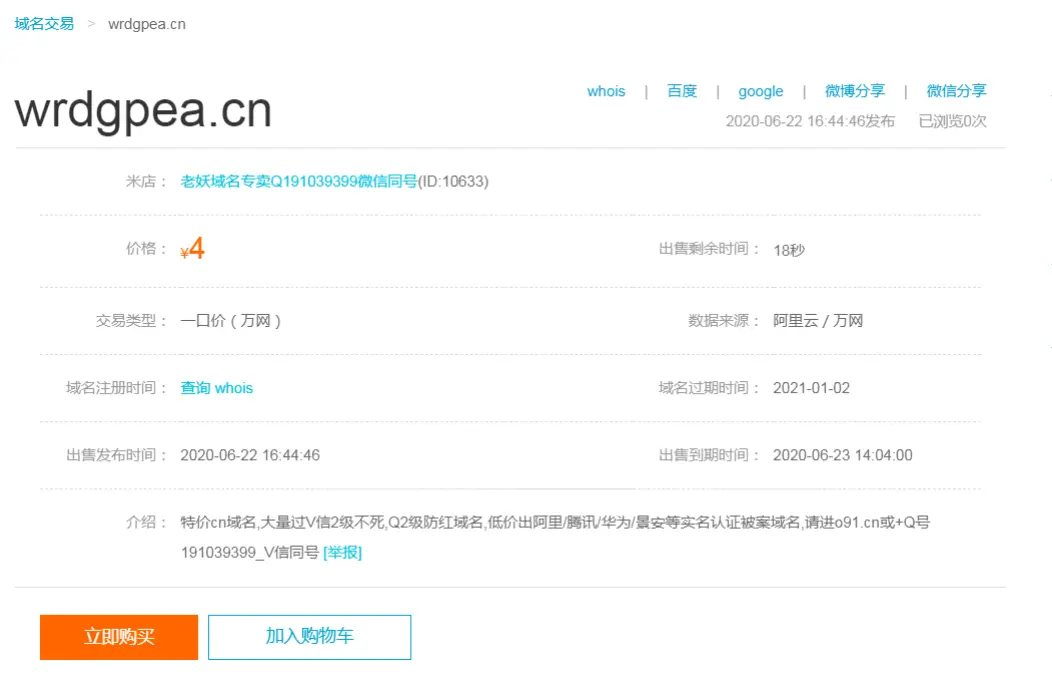 域名交易 > wrdgpea.cn
wrdgpea.cn
whois | 百度 | google | 微博分享 | 微信分享
2020-06-22 16:44:46发布 已浏览0次
米店： 老妖域名专卖Q191039399微信同号(ID:10633)
价格： ¥4 出售剩余时间： 18秒
交易类型： 一口价 ( 万网 ) 数据来源： 阿里云 / 万网
域名注册时间： 查询 whois 域名过期时间： 2021-01-02
出售发布时间： 2020-06-22 16:44:46 出售到期时间： 2020-06-23 14:04:00
介绍： 特价cn域名,大量过V信2级不死,Q2级防红域名,低价出阿里/腾讯/华为/景安等实名认证被案域名,请进o91.cn或+Q号
191039399_V信同号 [举报]
立即购买 加入购物车